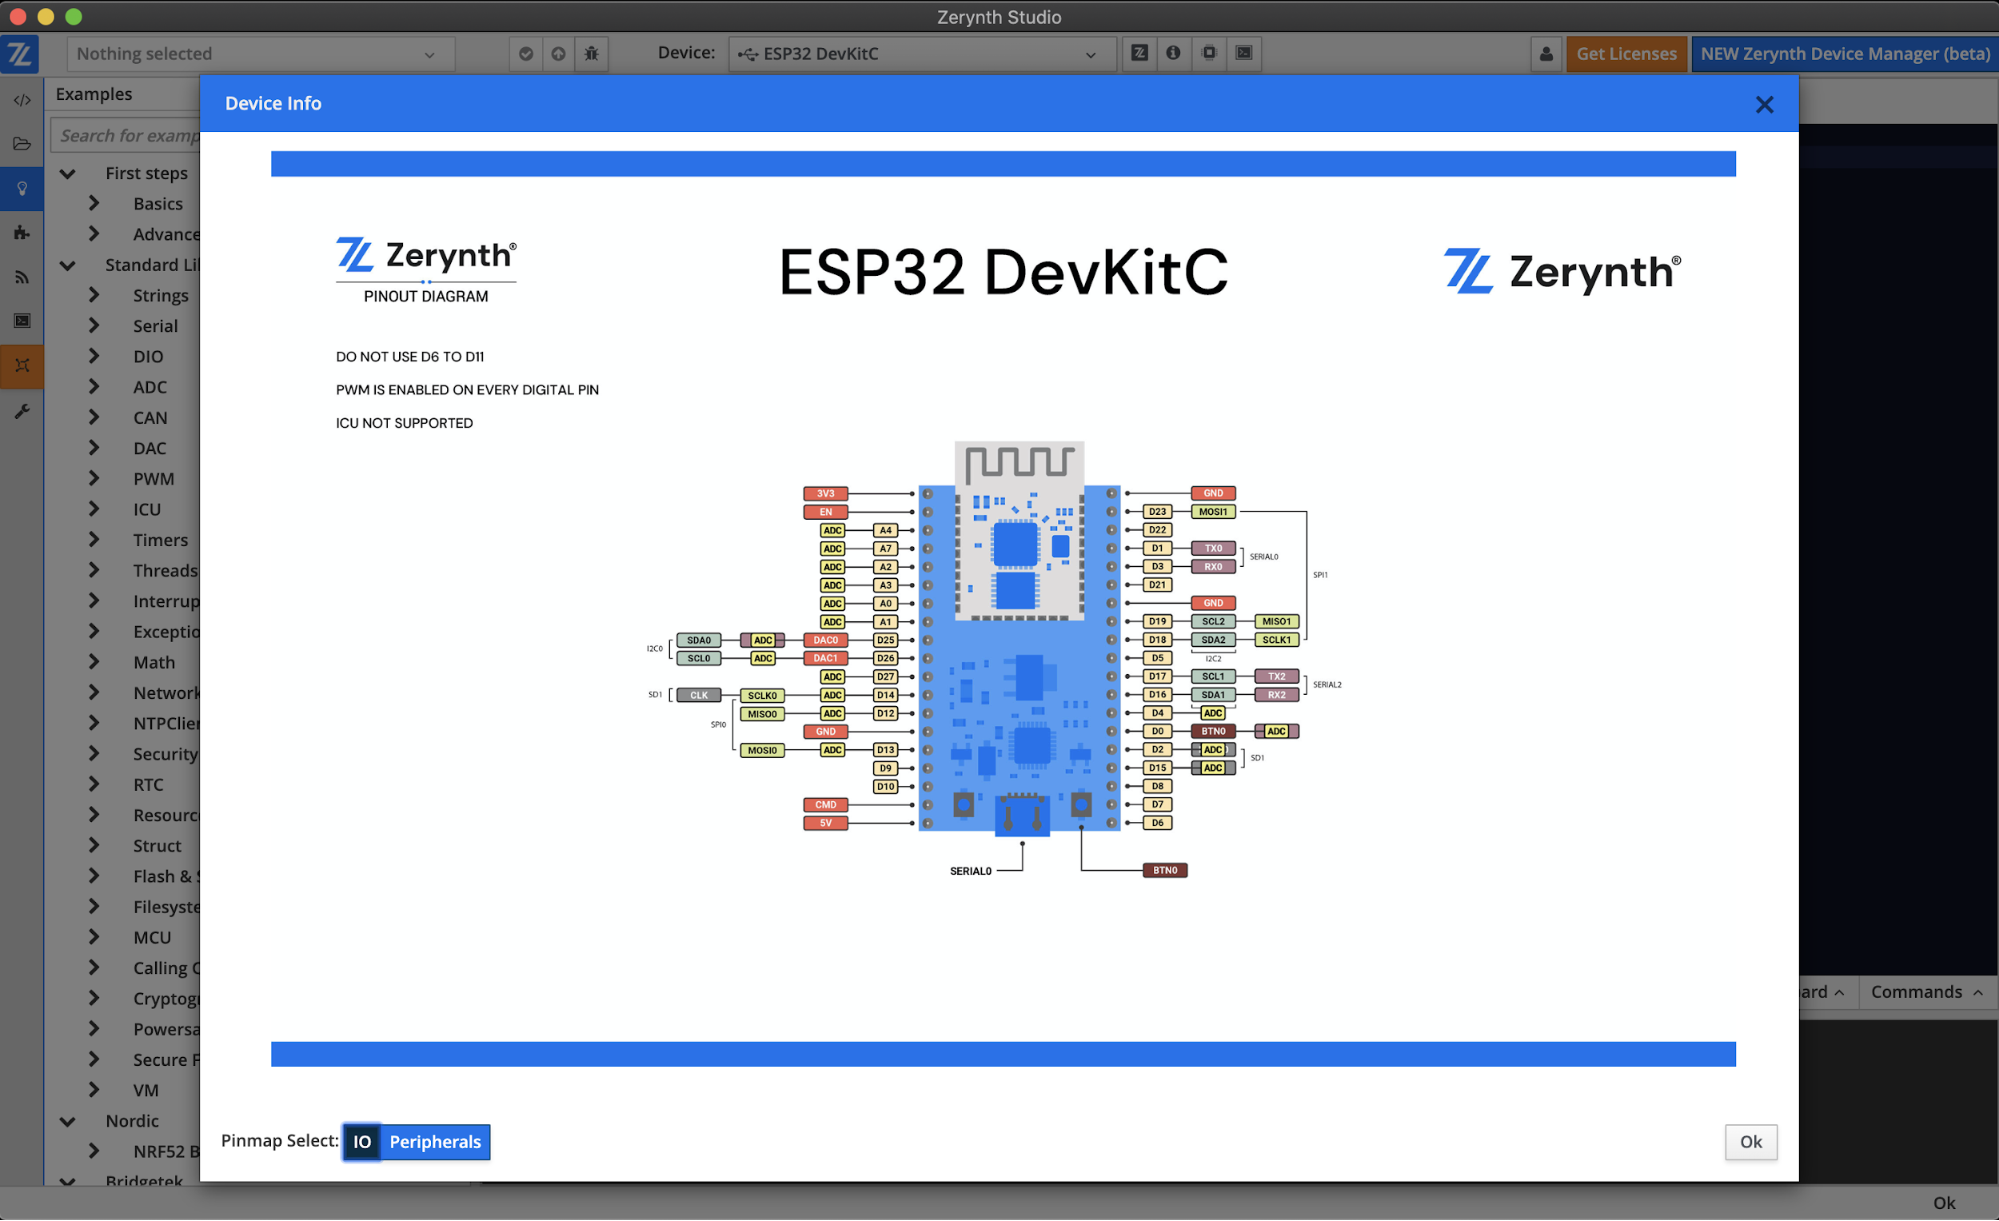 Zerynth Studio
Nothing selected
Device:
ESP32 DevKitC
Get Licenses
NEW Zerynth Device Manager (beta)
Examples
Search for examp
First steps
Basics
Advance
Standard Li
Strings
Serial
DIO
ADC
CAN
DAC
PWM
ICU
Timers
Threads
Interrup
Exceptio
Math
Network
NTPClie
Security
RTC
Resourc
Struct
Flash &
Filesyste
MCU
Calling C
Cryptog
Powersa
Secure F
VM
Nordic
NRF52 B
Bridgetek
Device Info
Zerynth®
PINOUT DIAGRAM
ESP32 DevKitC
Zerynth®
DO NOT USE D6 TO D11
PWM IS ENABLED ON EVERY DIGITAL PIN
ICU NOT SUPPORTED
3V3
EN
ADC A4
ADC A7
ADC A2
ADC A3
ADC A0
ADC A1
I2C0
SDA0 ADC DAC0 D25
SCL0 ADC DAC1 D26
ADC D27
SD1 CLK SCLK0 ADC D14
SPI0
MISO0 ADC D12
GND
MOSI0 ADC D13
D9
D10
CMD
5V
GND
D23 MOSI1
D22
D1 TX0
SERIAL0
D3 RX0
SPI1
D21
GND
D19 SCL2 MISO1
D18 SDA2 SCLK1
I2C2
D5
D17 SCL1 TX2
SERIAL2
D16 SDA1 RX2
D4 ADC
D0 BTN0 ADC
D2 ADC
SD1
D15 ADC
D8
D7
D6
SERIAL0
BTN0
Pinmap Select:
IO
Peripherals
Ok
ard
Commands
Ok